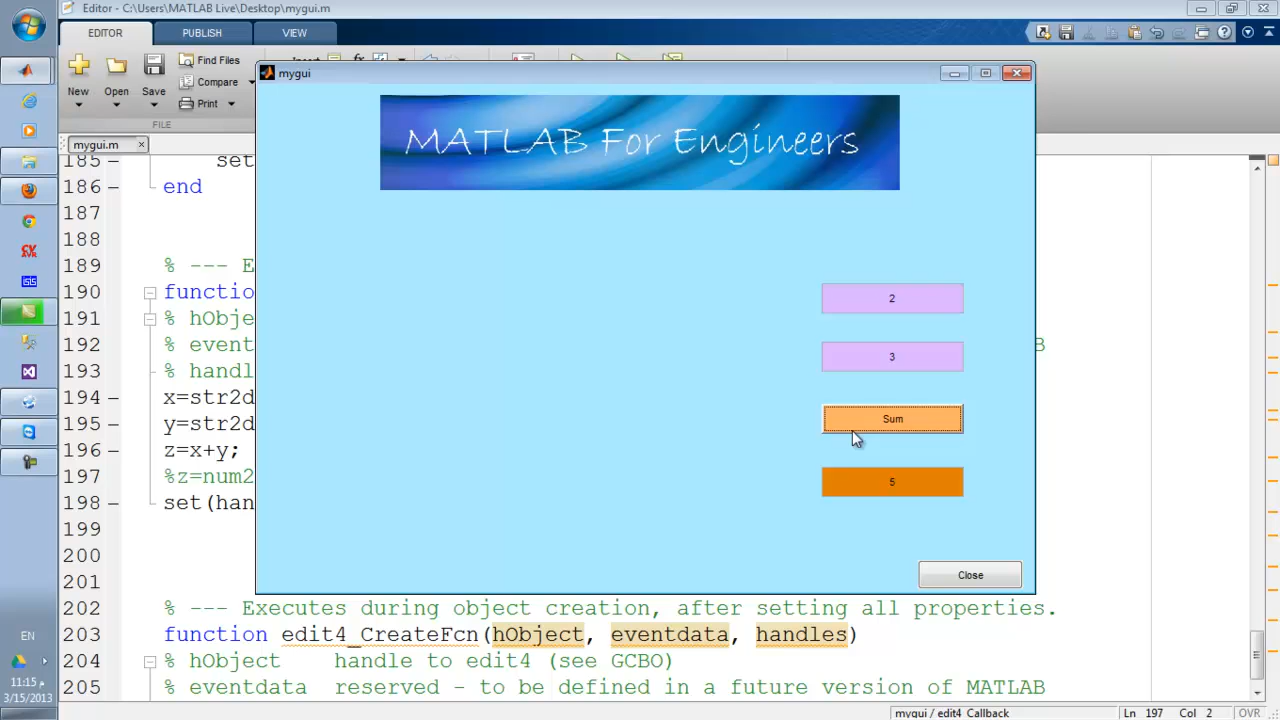 Editor - C:\Users\MATLAB Live\Desktop\mygui.m
EDITOR PUBLISH VIEW
Find Files
Compare
Print
New Open Save
FILE
mygui.m ×
mygui
MATLAB For Engineers
2
3
Sum
5
Close
185 set
186 end
187
188
189 % --- E
190 functio
191 % hObje
192 % event B
193 % handl
194 x=str2d
195 y=str2d
196 z=x+y;
197 %z=num2
198 set(han
199
200
201
202 % --- Executes during object creation, after setting all properties.
203 function edit4_CreateFcn(hObject, eventdata, handles)
204 % hObject handle to edit4 (see GCBO)
205 % eventdata reserved - to be defined in a future version of MATLAB
mygui / edit4_Callback Ln 197 Col 2 OVR
EN
11:15 م
3/15/2013